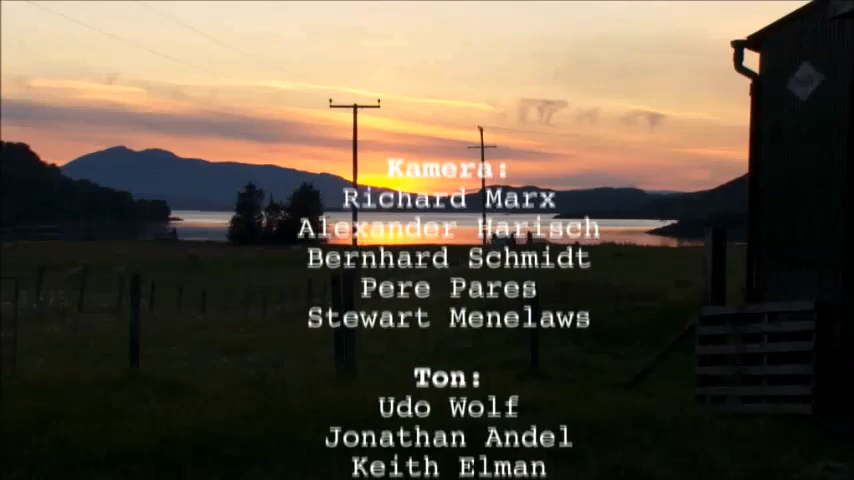 Kamera:
Richard Marx
Alexander Harisch
Bernhard Schmidt
Pere Pares
Stewart Menelaws
Ton:
Udo Wolf
Jonathan Andel
Keith Elman